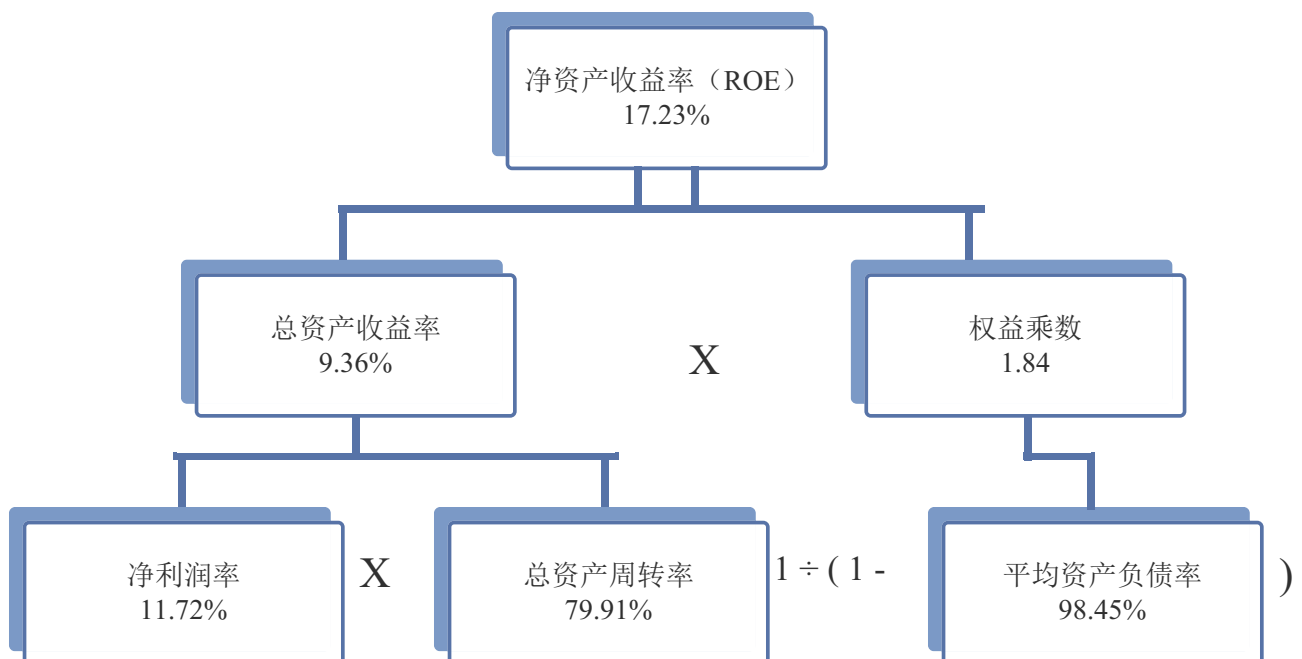 净资产收益率（ROE）
17.23%
总资产收益率
9.36%
X
权益乘数
1.84
净利润率
11.72%
X
总资产周转率
79.91%
1 ÷ ( 1 -
平均资产负债率
98.45%
)